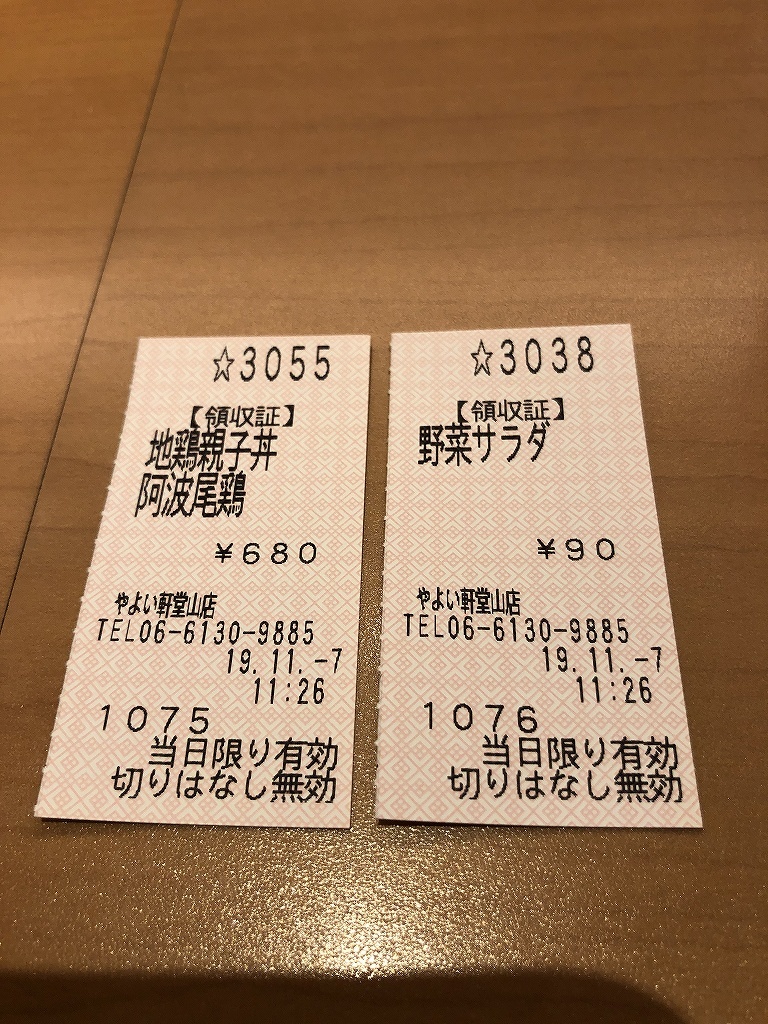 ☆3055
【領収証】
地鶏親子丼
阿波尾鶏
¥680
やよい軒堂山店
TEL06-6130-9885
19.11.-7
11:26
1075
当日限り有効
切りはなし無効
☆3038
【領収証】
野菜サラダ
¥90
やよい軒堂山店
TEL06-6130-9885
19.11.-7
11:26
1076
当日限り有効
切りはなし無効